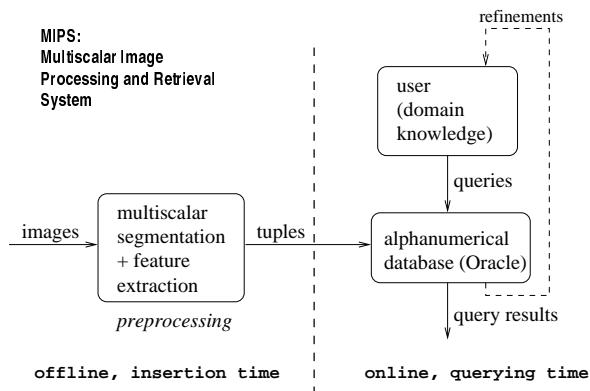 MIPS:
Multiscalar Image
Processing and Retrieval
System
refinements
user
(domain
knowledge)
queries
images
multiscalar
segmentation
+ feature
extraction
tuples
alphanumerical
database (Oracle)
preprocessing
query results
offline, insertion time
online, querying time